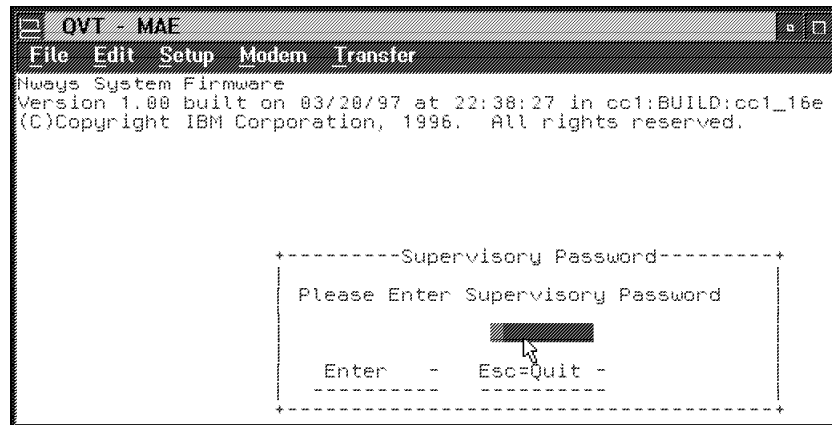 QVT - MAE
File Edit Setup Modem Transfer
Nways System Firmware
Version 1.00 built on 03/20/97 at 22:38:27 in cc1:BUILD:cc1_16e
(C)Copyright IBM Corporation, 1996. All rights reserved.
+---------Supervisory Password---------+
Please Enter Supervisory Password
Enter - Esc=Quit -